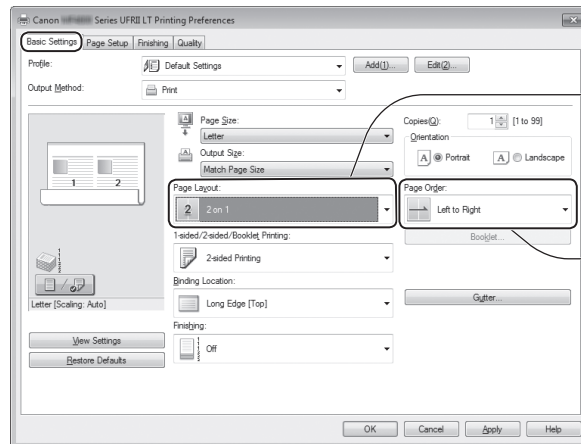 Canon Series UFRII LT Printing Preferences
Basic Settings Page Setup Finishing Quality
Profile: Default Settings Add(1)... Edit(2)...
Output Method: Print
Page Size: Copies(Q): 1 [1 to 99]
Letter Orientation
Output Size: A Portrait A Landscape
Match Page Size
Page Layout: Page Order:
2 2 on 1 Left to Right
1 2
1-sided/2-sided/Booklet Printing: Booklet...
2-sided Printing
Binding Location:
Long Edge [Top] Gutter...
Letter [Scaling: Auto]
Finishing:
View Settings Off
Restore Defaults
OK Cancel Apply Help